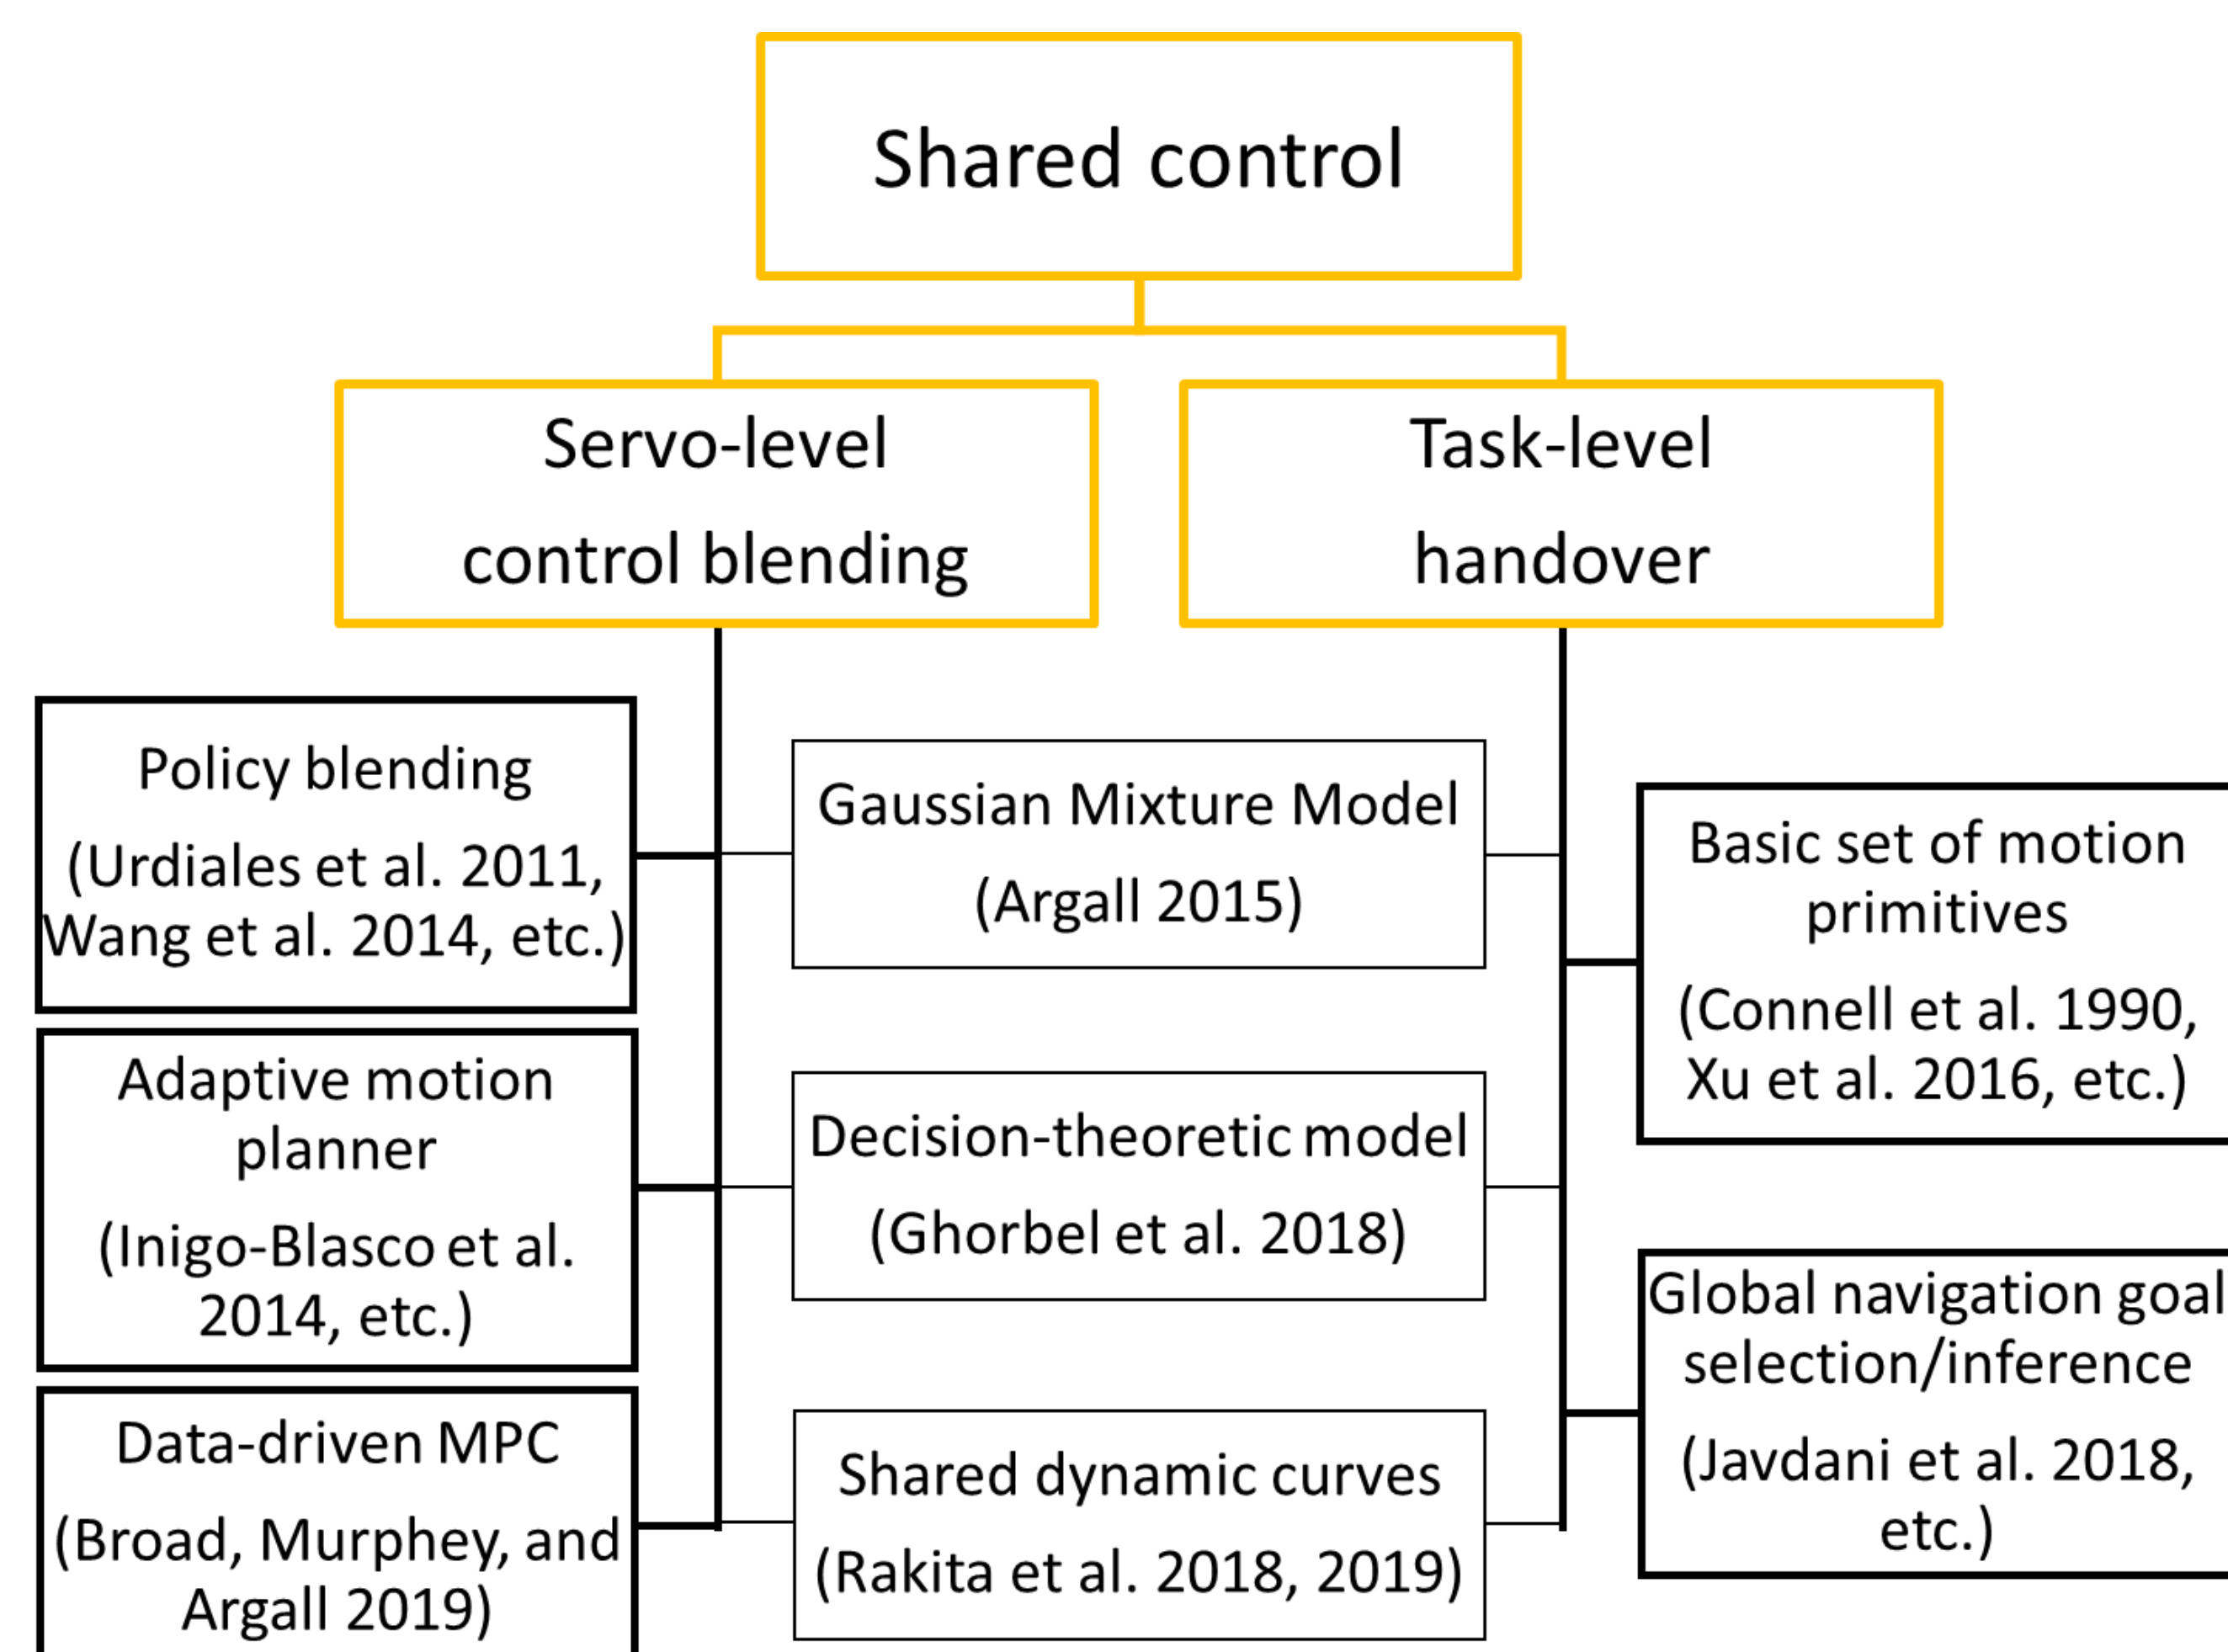 Shared control
Servo-level
control blending
Task-level
handover
Policy blending
(Urdiales et al. 2011,
Wang et al. 2014, etc.)
Adaptive motion
planner
(Inigo-Blasco et al.
2014, etc.)
Data-driven MPC
(Broad, Murphey, and
Argall 2019)
Gaussian Mixture Model
(Argall 2015)
Decision-theoretic model
(Ghorbel et al. 2018)
Shared dynamic curves
(Rakita et al. 2018, 2019)
Basic set of motion
primitives
(Connell et al. 1990,
Xu et al. 2016, etc.)
Global navigation goal
selection/inference
(Javdani et al. 2018,
etc.)